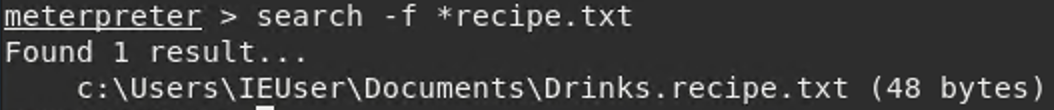 meterpreter > search -f *recipe.txt
Found 1 result...
    c:\Users\IEUser\Documents\Drinks.recipe.txt (48 bytes)